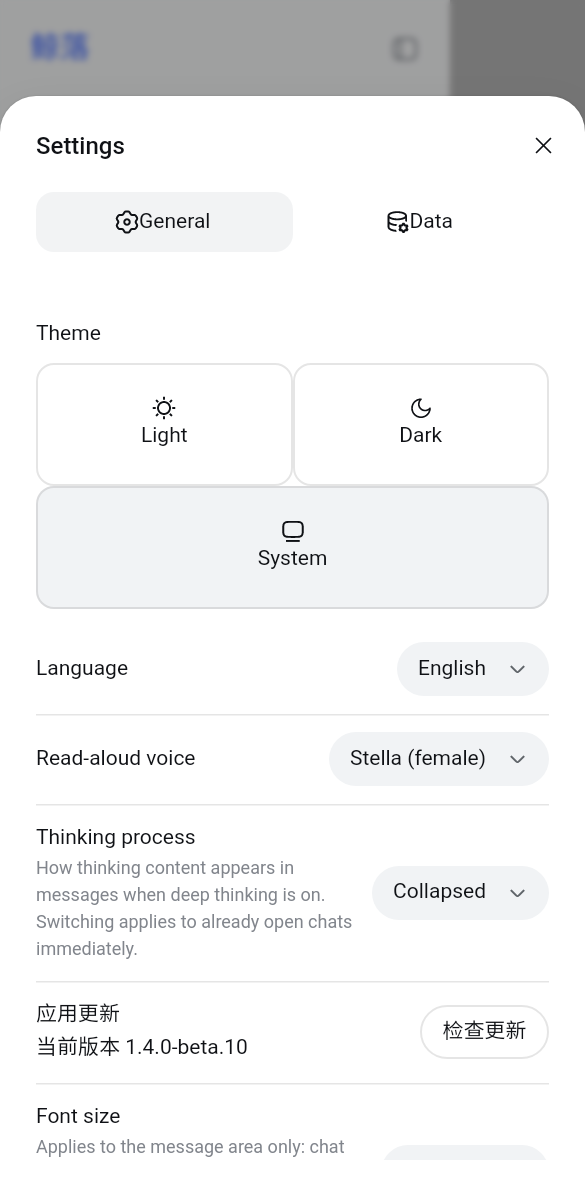 鲸落
Settings
General
Data
Theme
Light
Dark
System
Language
English
Read-aloud voice
Stella (female)
Thinking process
How thinking content appears in
messages when deep thinking is on.
Switching applies to already open chats
immediately.
Collapsed
应用更新
当前版本 1.4.0-beta.10
检查更新
Font size
Applies to the message area only: chat